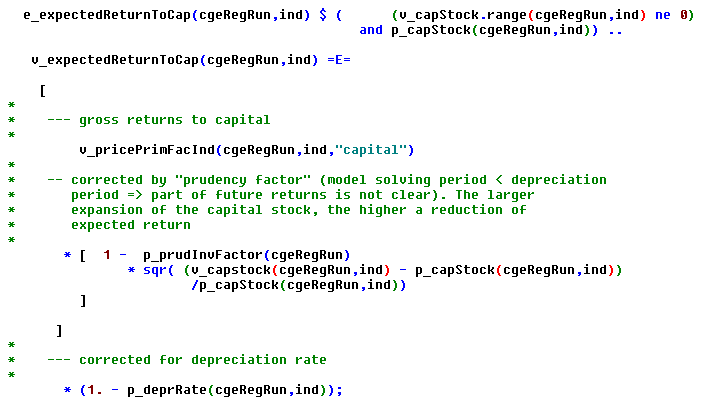 e_expectedReturnToCap(cgeRegRun,ind) $ (      (v_capStock.range(cgeRegRun,ind) ne 0)
and p_capStock(cgeRegRun,ind)) ..
v_expectedReturnToCap(cgeRegRun,ind) =E=
[
*
*    --- gross returns to capital
*
v_pricePrimFacInd(cgeRegRun,ind,"capital")
*
*    -- corrected by "prudency factor" (model solving period < depreciation
*       period => part of future returns is not clear). The larger
*       expansion of the capital stock, the higher a reduction of
*       expected return
*
* [  1 -  p_prudInvFactor(cgeRegRun)
* sqr( (v_capstock(cgeRegRun,ind) - p_capStock(cgeRegRun,ind))
/p_capStock(cgeRegRun,ind))
]
]
*
*    --- corrected for depreciation rate
*
* (1. - p_deprRate(cgeRegRun,ind));